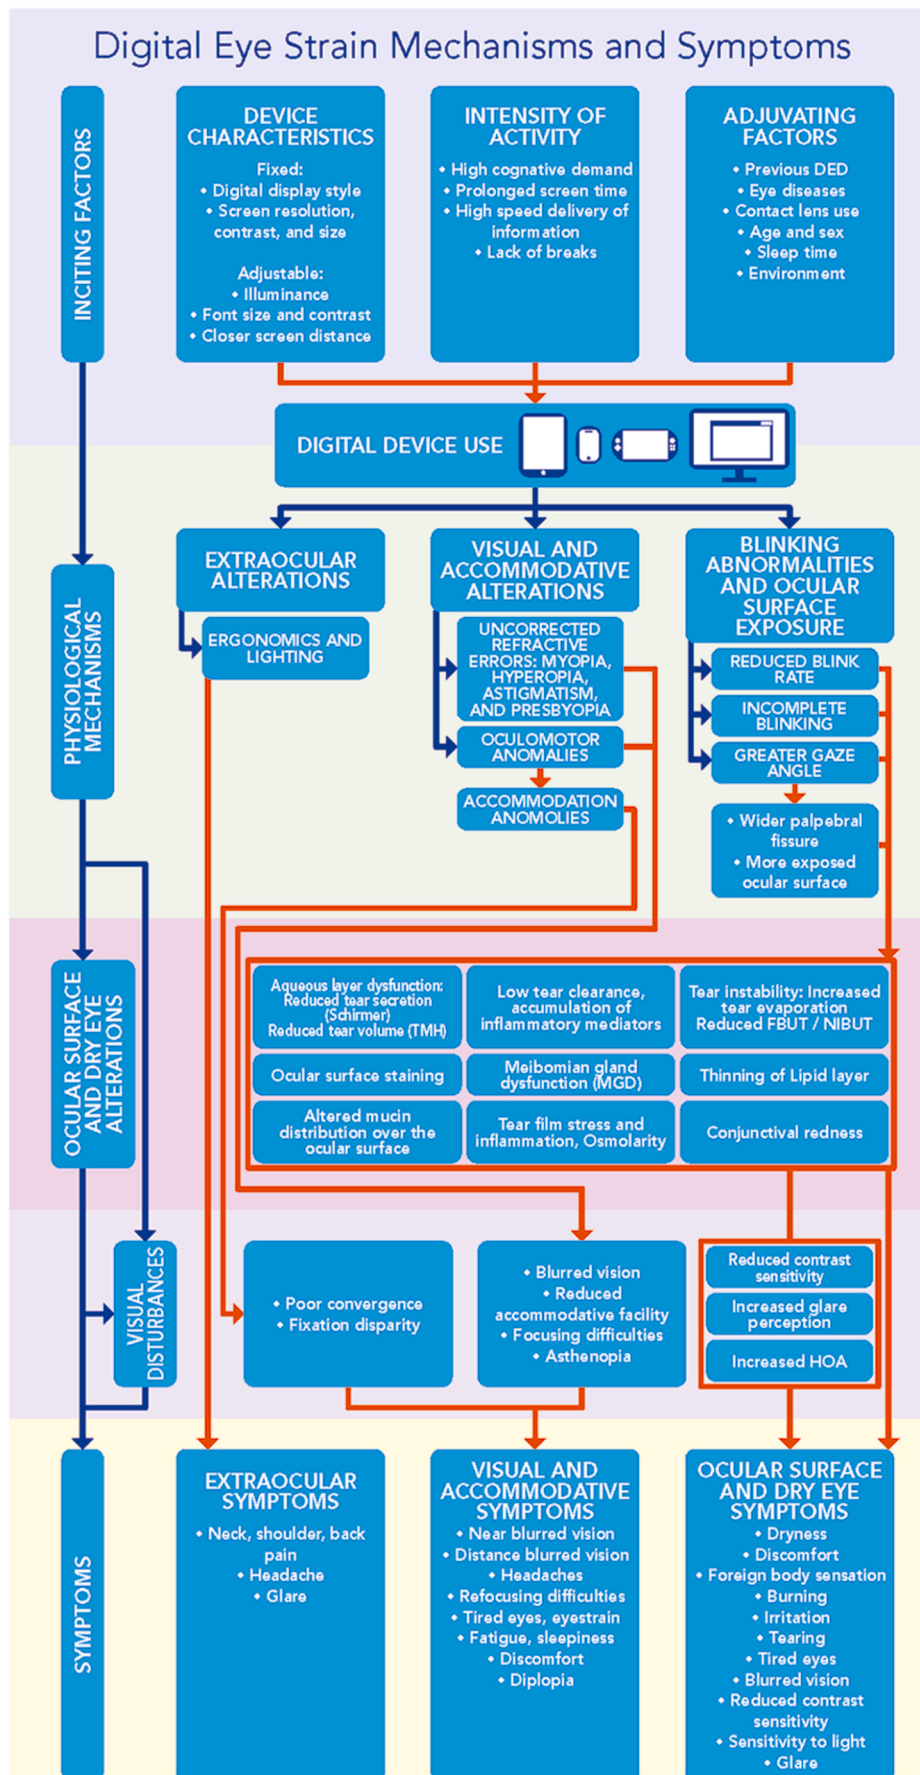 Digital Eye Strain Mechanisms and Symptoms
INCITING FACTORS
DEVICE
CHARACTERISTICS
Fixed:
• Digital display style
• Screen resolution,
contrast, and size
Adjustable:
• Illuminance
• Font size and contrast
• Closer screen distance
INTENSITY OF
ACTIVITY
• High cognative demand
• Prolonged screen time
• High speed delivery of
information
• Lack of breaks
ADJUVATING
FACTORS
• Previous DED
• Eye diseases
• Contact lens use
• Age and sex
• Sleep time
• Environment
DIGITAL DEVICE USE
PHYSIOLOGICAL
MECHANISMS
EXTRAOCULAR
ALTERATIONS
ERGONOMICS AND
LIGHTING
VISUAL AND
ACCOMMODATIVE
ALTERATIONS
UNCORRECTED
REFRACTIVE
ERRORS: MYOPIA,
HYPEROPIA,
ASTIGMATISM,
AND PRESBYOPIA
OCULOMOTOR
ANOMALIES
ACCOMMODATION
ANOMOLIES
BLINKING
ABNORMALITIES
AND OCULAR
SURFACE
EXPOSURE
REDUCED BLINK
RATE
INCOMPLETE
BLINKING
GREATER GAZE
ANGLE
• Wider palpebral
fissure
• More exposed
ocular surface
OCULAR SURFACE
AND DRY EYE
ALTERATIONS
Aqueous layer dysfunction:
Reduced tear secretion
(Schirmer)
Reduced tear volume (TMH)
Low tear clearance,
accumulation of
inflammatory mediators
Tear instability: Increased
tear evaporation
Reduced FBUT / NIBUT
Ocular surface staining
Meibomian gland
dysfunction (MGD)
Thinning of Lipid layer
Altered mucin
distribution over the
ocular surface
Tear film stress and
inflammation, Osmolarity
Conjunctival redness
VISUAL
DISTURBANCES
• Poor convergence
• Fixation disparity
• Blurred vision
• Reduced
accommodative facility
• Focusing difficulties
• Asthenopia
Reduced contrast
sensitivity
Increased glare
perception
Increased HOA
SYMPTOMS
EXTRAOCULAR
SYMPTOMS
• Neck, shoulder, back
pain
• Headache
• Glare
VISUAL AND
ACCOMMODATIVE
SYMPTOMS
• Near blurred vision
• Distance blurred vision
• Headaches
• Refocusing difficulties
• Tired eyes, eyestrain
• Fatigue, sleepiness
• Discomfort
• Diplopia
OCULAR SURFACE
AND DRY EYE
SYMPTOMS
• Dryness
• Discomfort
• Foreign body sensation
• Burning
• Irritation
• Tearing
• Tired eyes
• Blurred vision
• Reduced contrast
sensitivity
• Sensitivity to light
• Glare